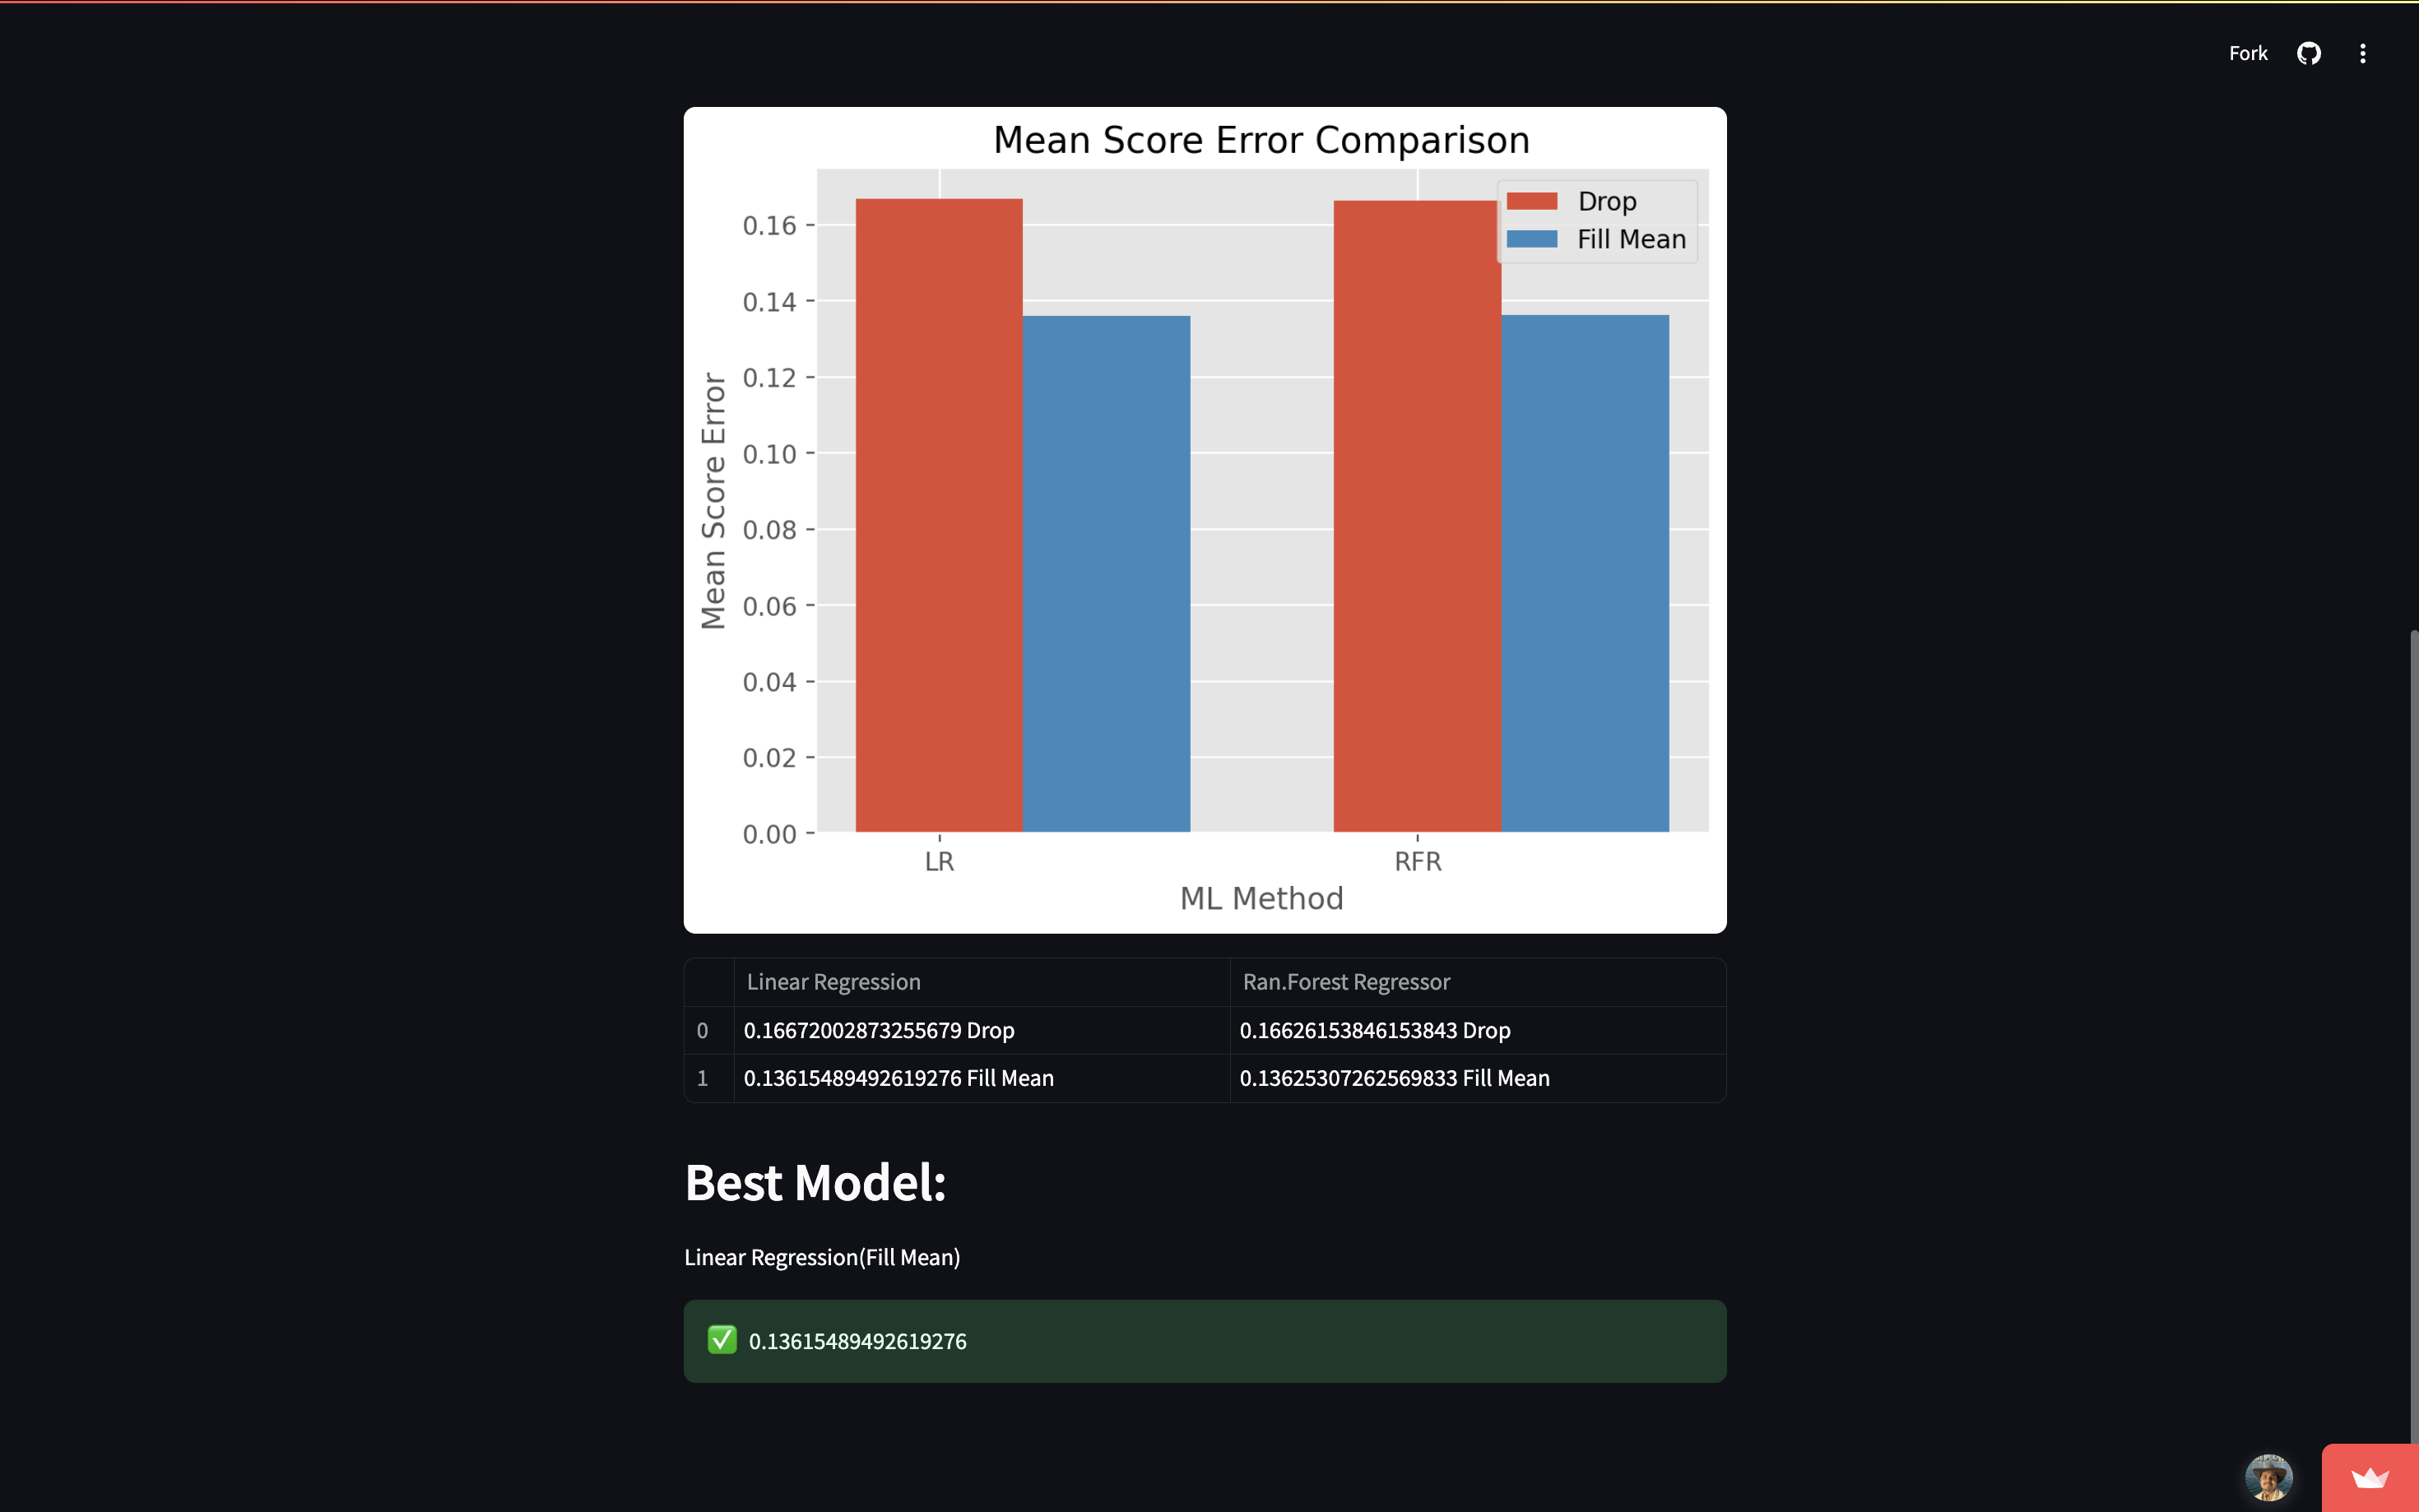 Fork
Mean Score Error Comparison
Drop
Fill Mean
0.16
0.14
0.12
0.10
0.08
0.06
0.04
0.02
0.00
Mean Score Error
LR RFR
ML Method
Linear Regression Ran.Forest Regressor
0 0.16672002873255679 Drop 0.16626153846153843 Drop
1 0.13615489492619276 Fill Mean 0.13625307262569833 Fill Mean
Best Model:
Linear Regression(Fill Mean)
0.13615489492619276